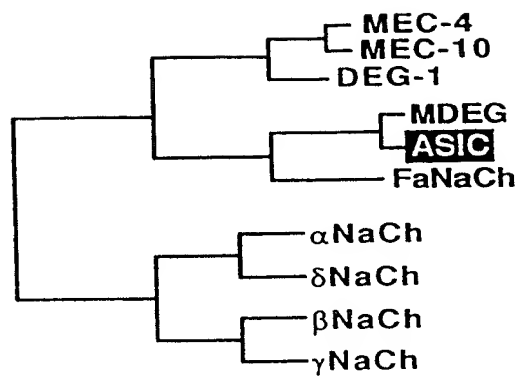 MEC-4
MEC-10
DEG-1
MDEG
ASIC
FaNaCh
αNaCh
δNaCh
βNaCh
γNaCh